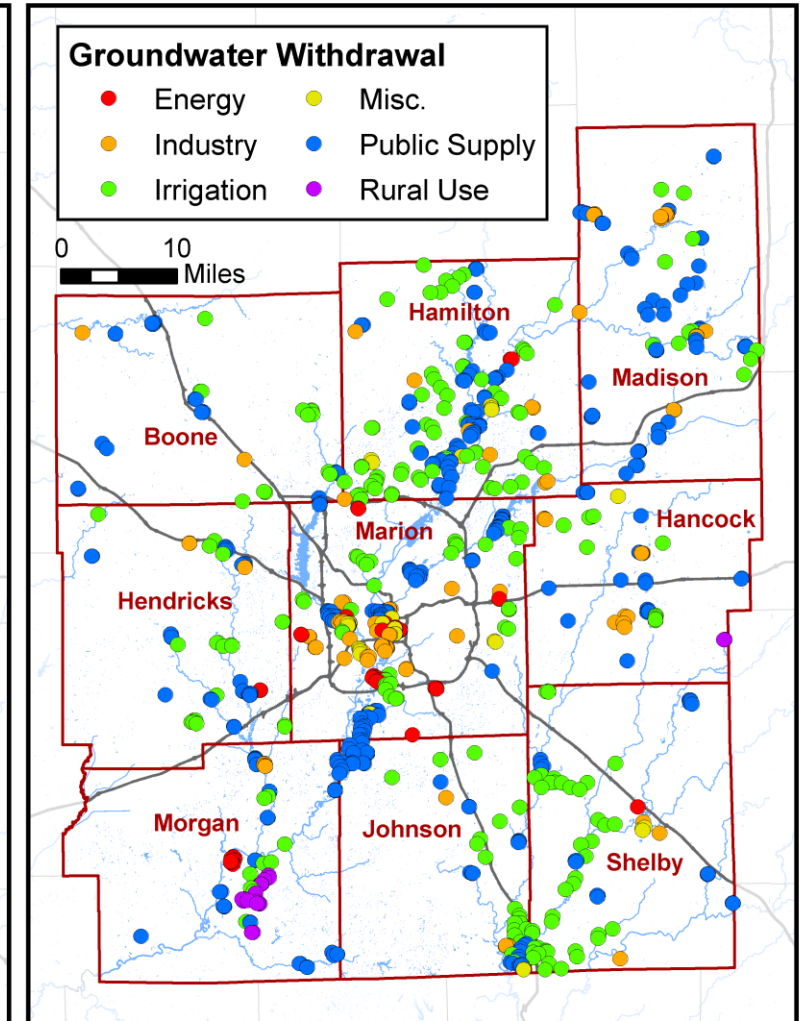 Groundwater Withdrawal
Energy Misc.
Industry Public Supply
Irrigation Rural Use
0 10
Miles
Hamilton
Madison
Boone
Marion
Hancock
Hendricks
Morgan
Johnson
Shelby